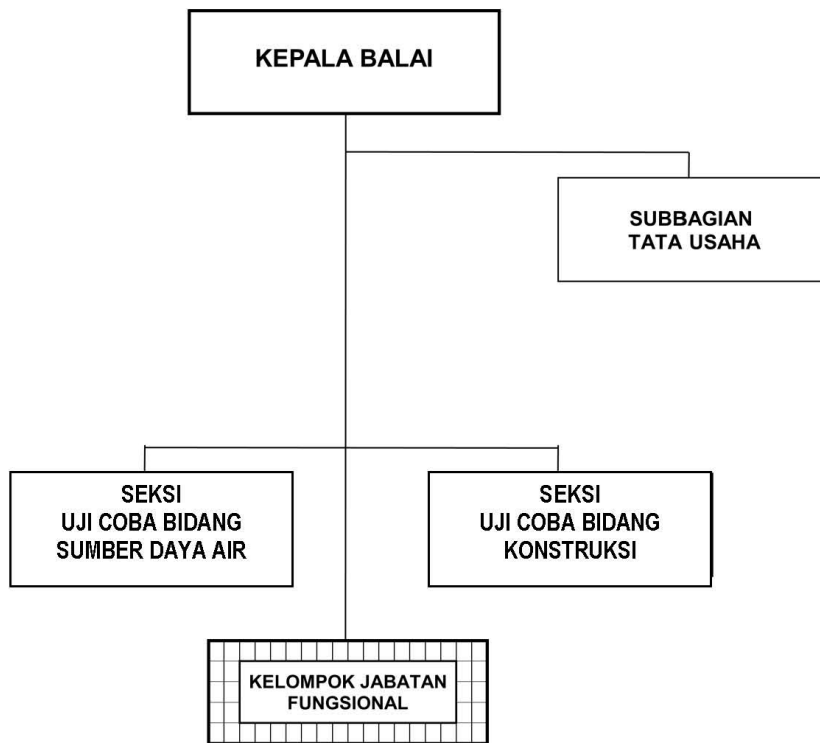 KEPALA BALAI
SUBBAGIAN
TATA USAHA
SEKSI
UJI COBA BIDANG
SUMBER DAYA AIR
SEKSI
UJI COBA BIDANG
KONSTRUKSI
KELOMPOK JABATAN
FUNGSIONAL